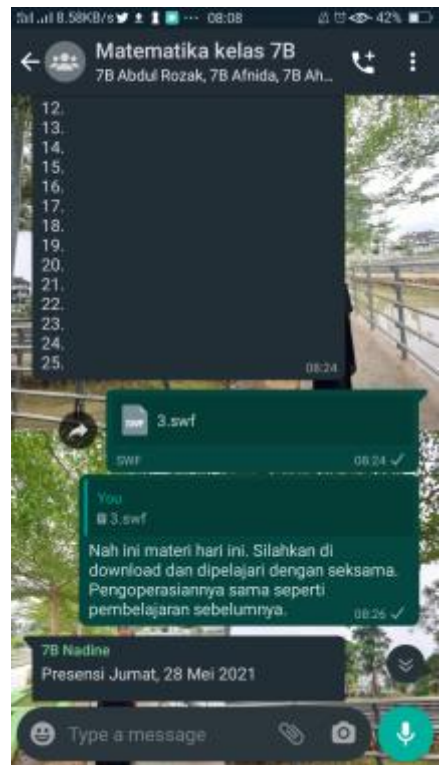 8.58KB/s ... 08:08 42%
Matematika kelas 7B
7B Abdul Rozak, 7B Afnida, 7B Ah...
12.
13.
14.
15.
16.
17.
18.
19.
20.
21.
22.
23.
24.
25.
08:24
3.swf
SWF 08:24
You
3.swf
Nah ini materi hari ini. Silahkan di
download dan dipelajari dengan seksama.
Pengoperasiannya sama seperti
pembelajaran sebelumnya.
08:26
7B Nadine
Presensi Jumat, 28 Mei 2021
Type a message